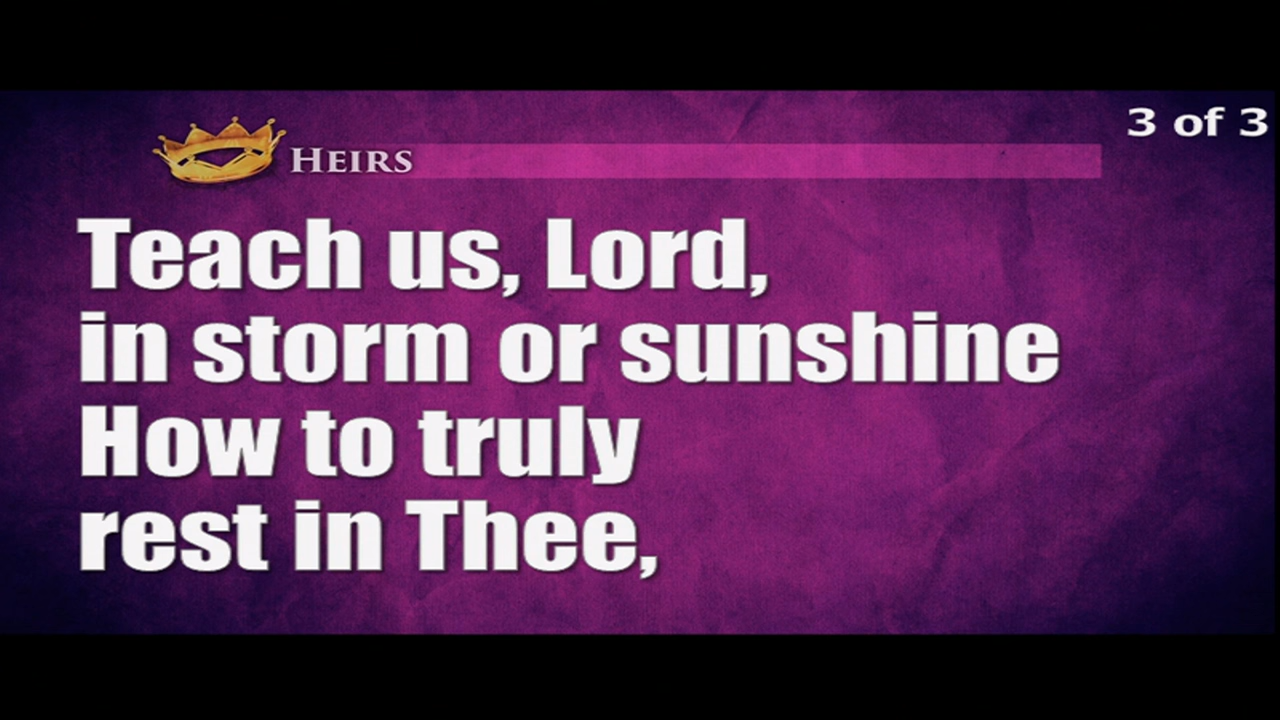 3 of 3
HEIRS
Teach us, Lord,
in storm or sunshine
How to truly
rest in Thee,